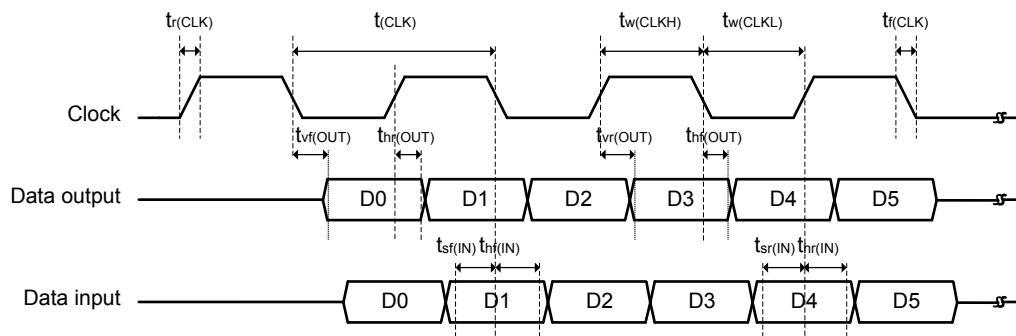 tr(CLK) t(CLK) tw(CLKH) tw(CLKL) tf(CLK)
Clock
tvf(OUT) thr(OUT) tvr(OUT) thf(OUT)
Data output D0 D1 D2 D3 D4 D5
tsf(IN) thf(IN) tsr(IN) thr(IN)
Data input D0 D1 D2 D3 D4 D5